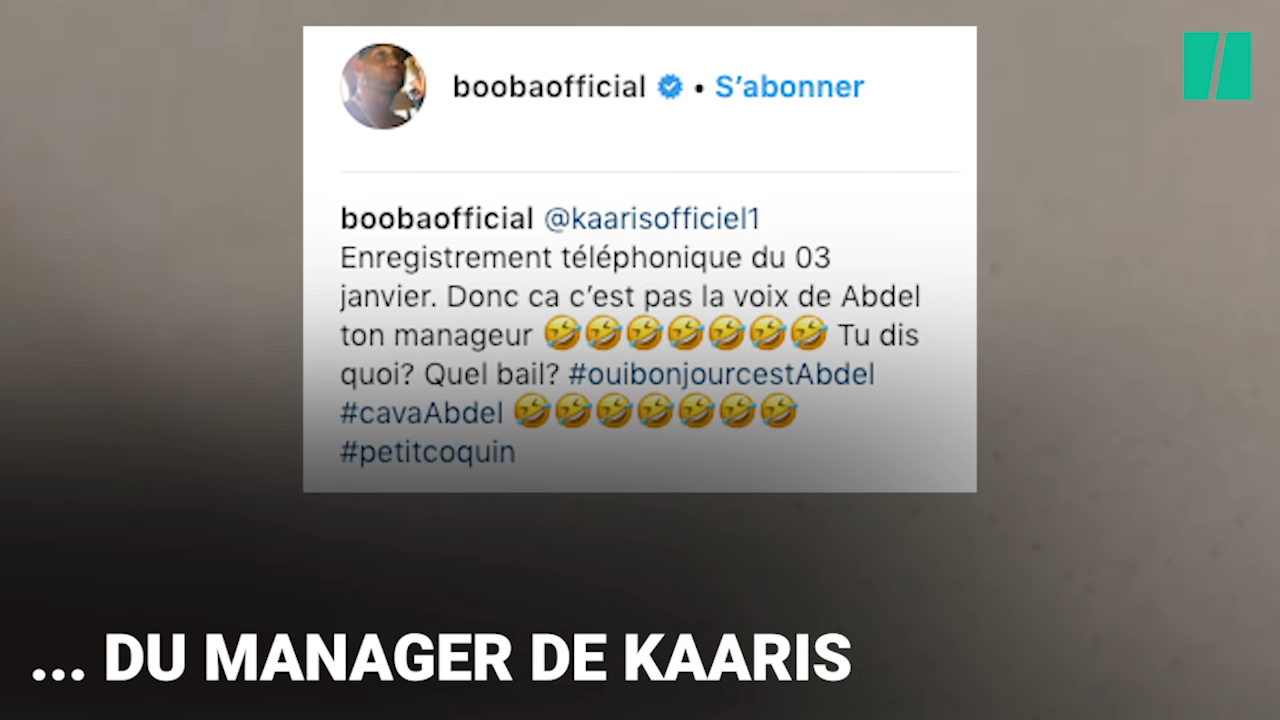 boobaofficial • S’abonner
boobaofficial @kaarisofficiel1
Enregistrement téléphonique du 03
janvier. Donc ca c’est pas la voix de Abdel
ton manageur 🤣🤣🤣🤣🤣🤣🤣 Tu dis
quoi? Quel bail? #ouibonjourcestAbdel
#cavaAbdel 🤣🤣🤣🤣🤣🤣🤣
#petitcoquin
... DU MANAGER DE KAARIS